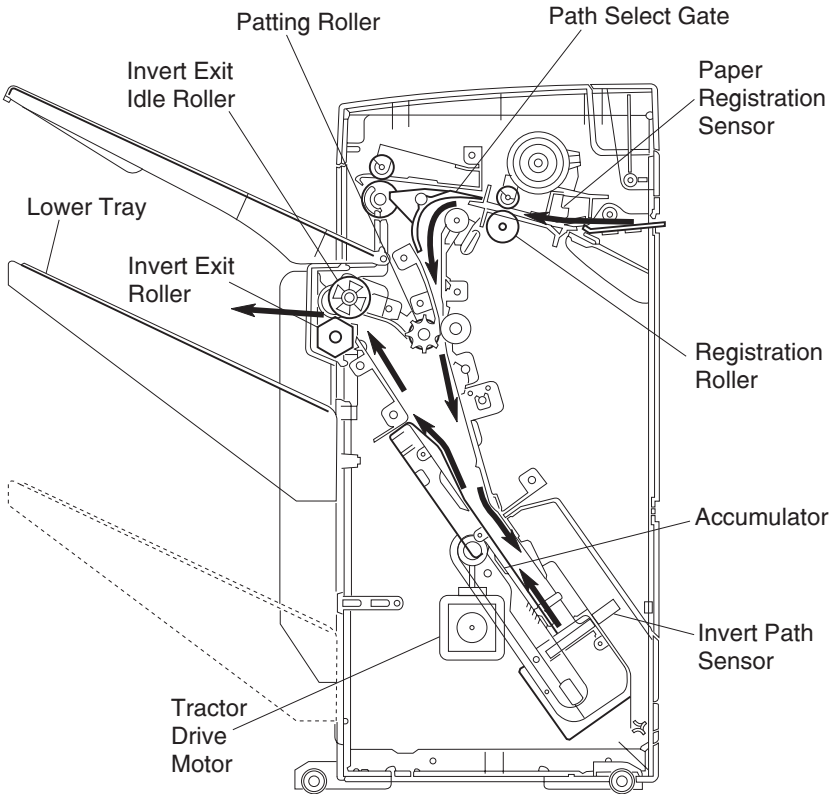 Patting Roller
Path Select Gate
Invert Exit
Idle Roller
Paper
Registration
Sensor
Lower Tray
Invert Exit
Roller
Registration
Roller
Accumulator
Invert Path
Sensor
Tractor
Drive
Motor